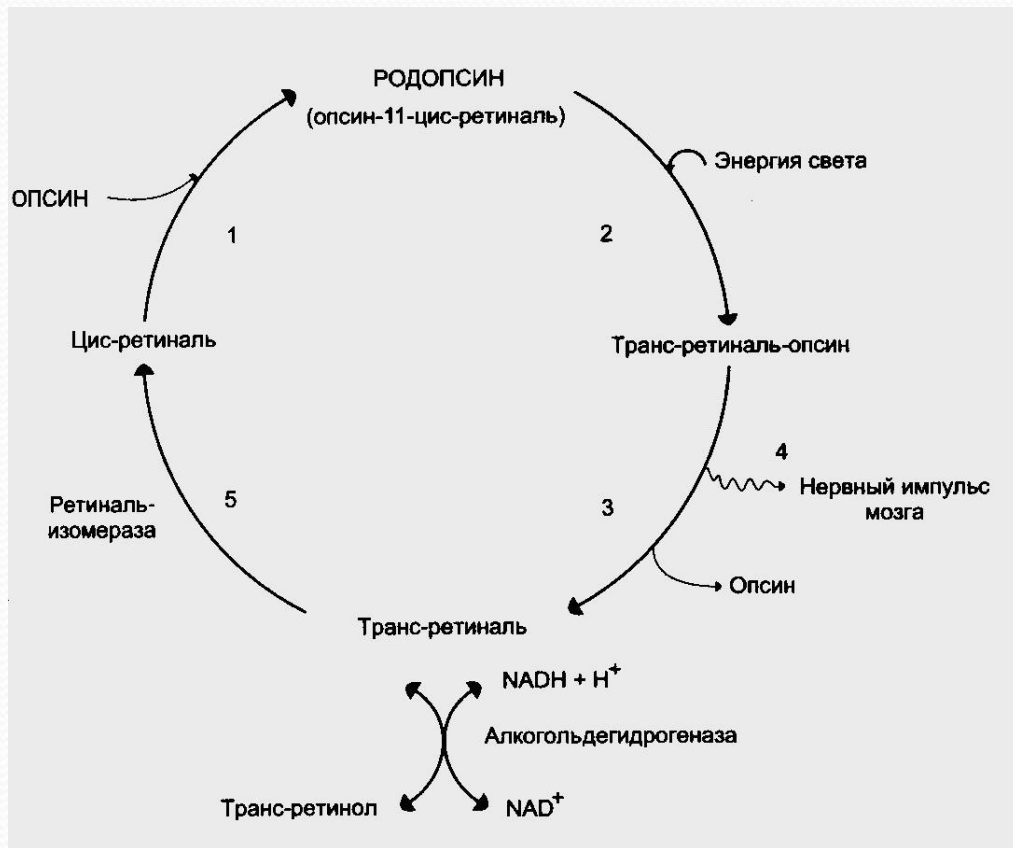 РОДОПСИН
(опсин-11-цис-ретиналь)
Энергия света
ОПСИН
1
2
Цис-ретиналь
Транс-ретиналь-опсин
4
Нервный импульс
мозга
Ретиналь-
изомераза
5
3
Опсин
Транс-ретиналь
NADH + H⁺
Алкогольдегидрогеназа
Транс-ретинол
NAD⁺